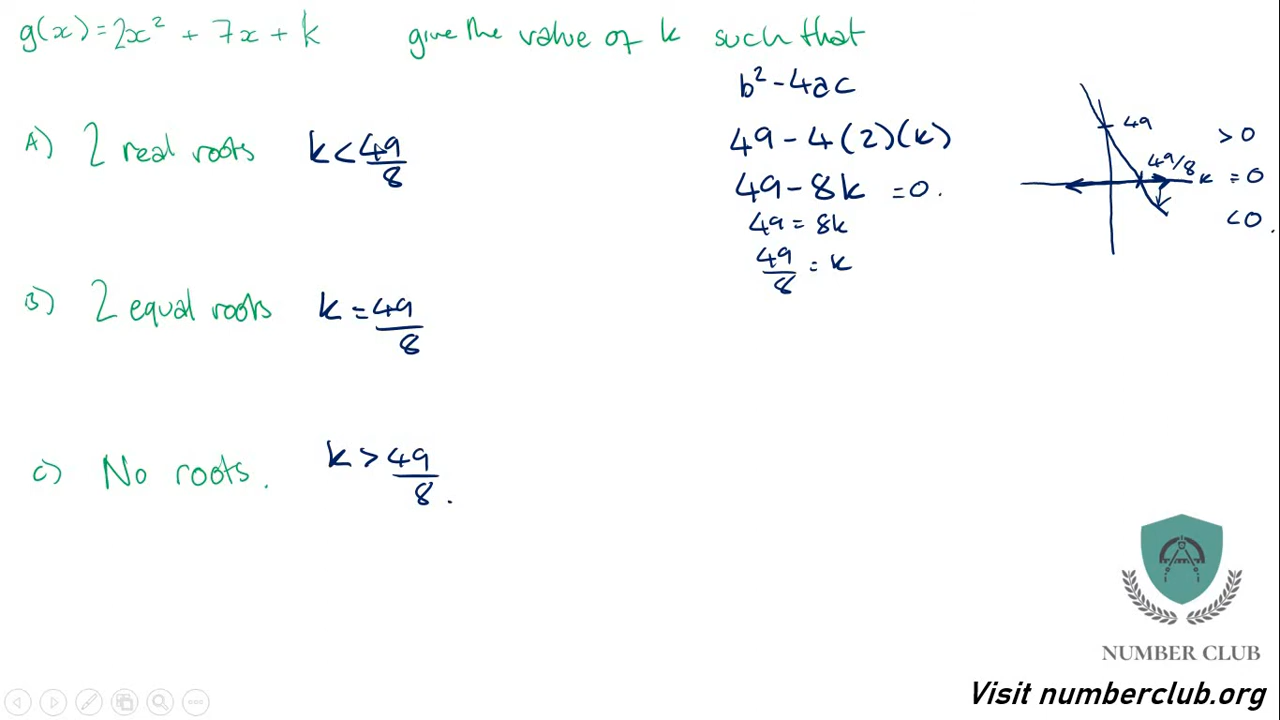 g(x) = 2x² + 7x + k give the value of k such that
b² - 4ac
49 - 4(2)(k)
49 - 8k = 0.
49 = 8k
49/8 = k
49
49/8
k
> 0
= 0
< 0.
A) 2 real roots k < 49/8
B) 2 equal roots k = 49/8
C) No roots. k > 49/8.
NUMBER CLUB
Visit numberclub.org